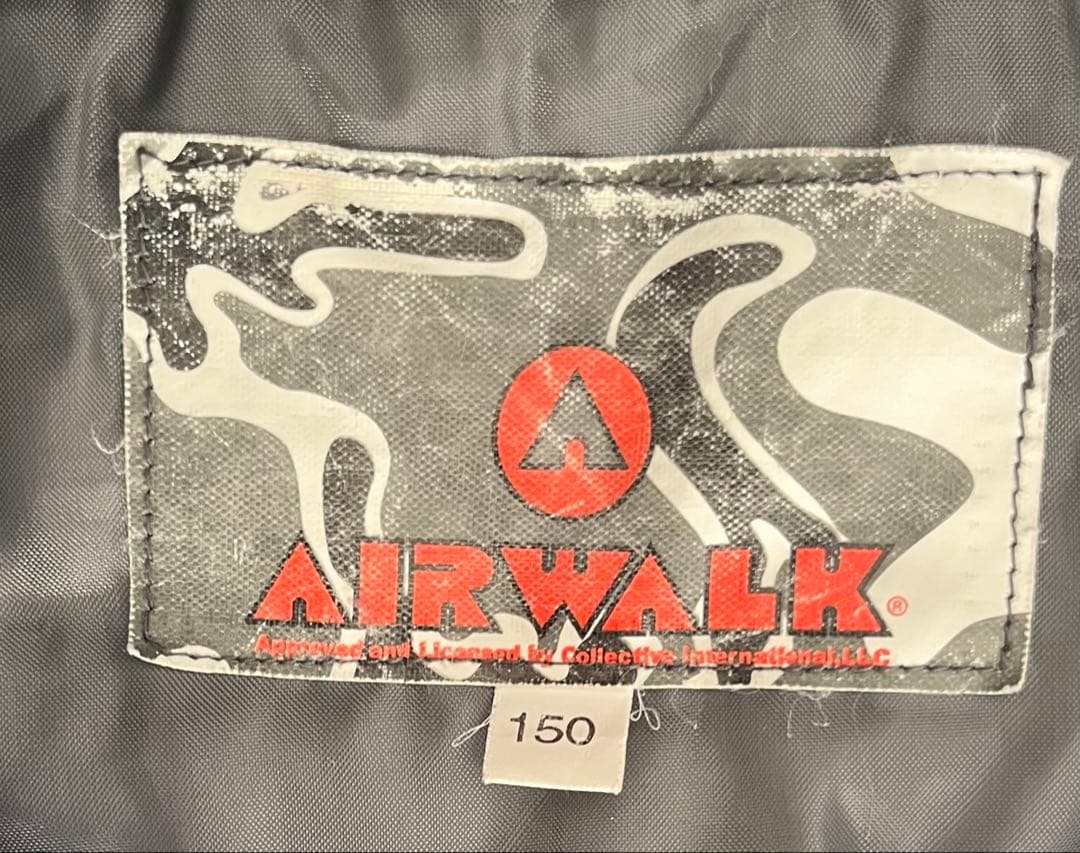 AIRWALK®
Approved and Licensed by Collective International,LLC
150